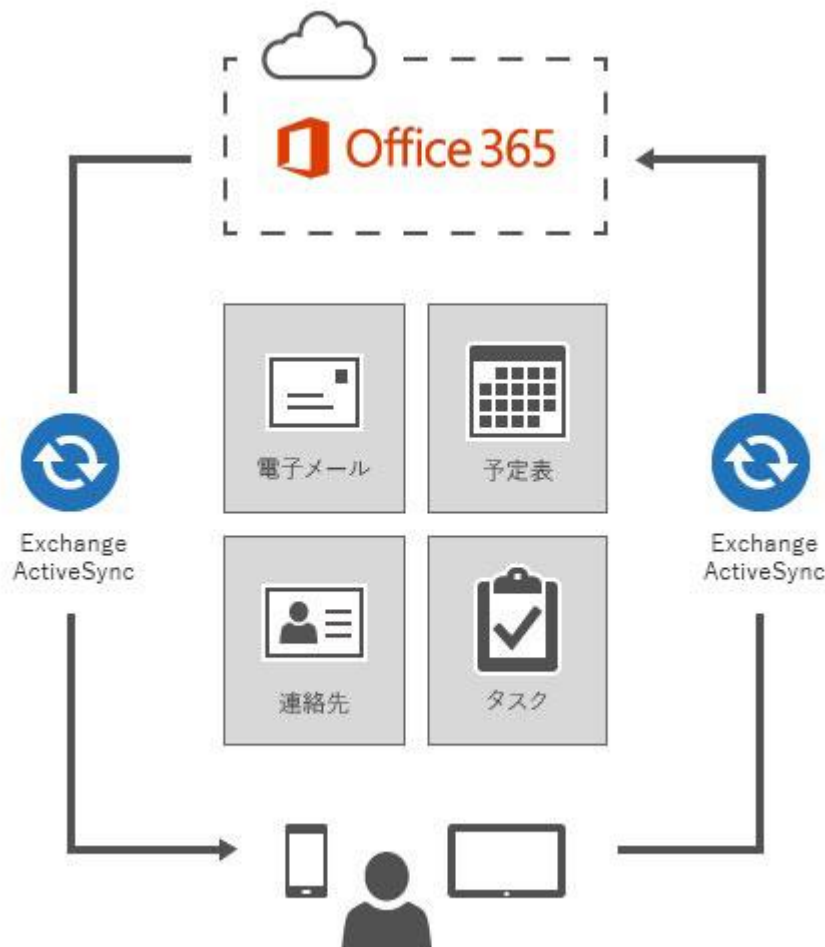 Office 365
電子メール
予定表
Exchange
ActiveSync
Exchange
ActiveSync
連絡先
タスク